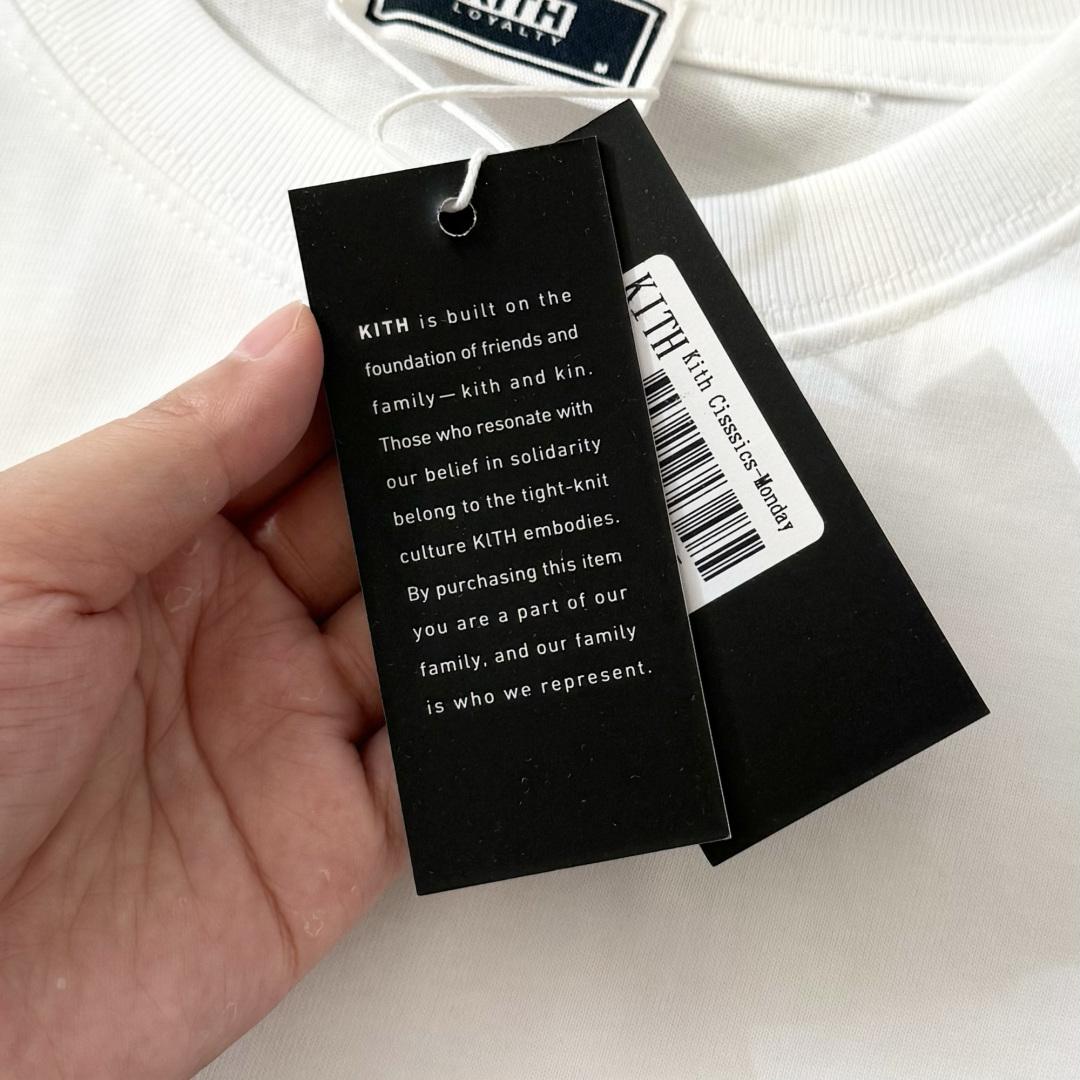 KITH
LOYALTY
M
KITH is built on the
foundation of friends and
family—kith and kin.
Those who resonate with
our belief in solidarity
belong to the tight-knit
culture KITH embodies.
By purchasing this item
you are a part of our
family, and our family
is who we represent.
KITH
Kith Cisssics-Monday